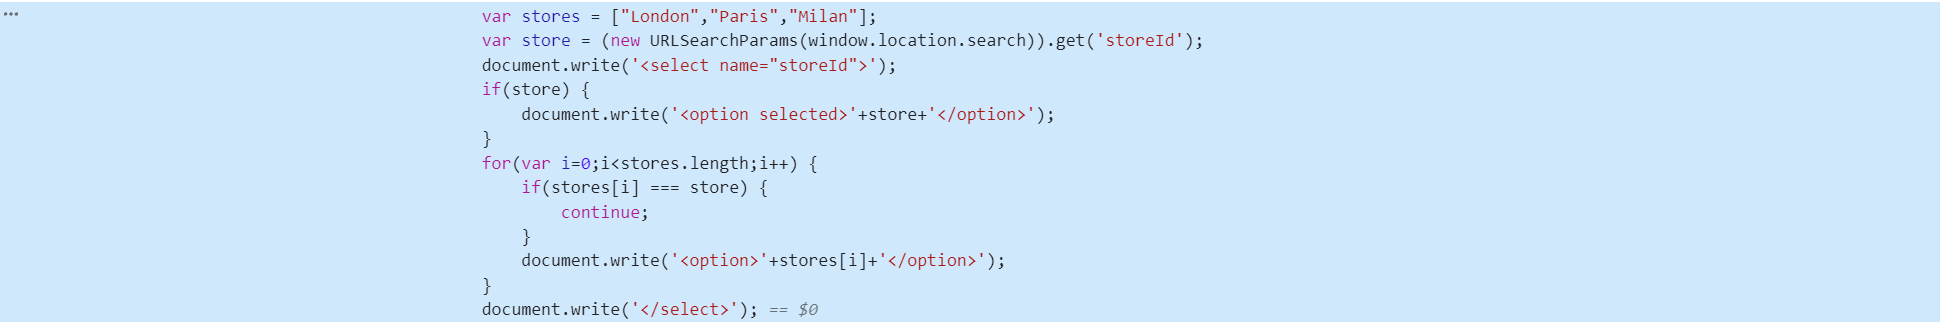 var stores = ["London","Paris","Milan"];
var store = (new URLSearchParams(window.location.search)).get('storeId');
document.write('<select name="storeId">');
if(store) {
    document.write('<option selected>'+store+'</option>');
}
for(var i=0;i<stores.length;i++) {
    if(stores[i] === store) {
        continue;
    }
    document.write('<option>'+stores[i]+'</option>');
}
document.write('</select>'); == $0